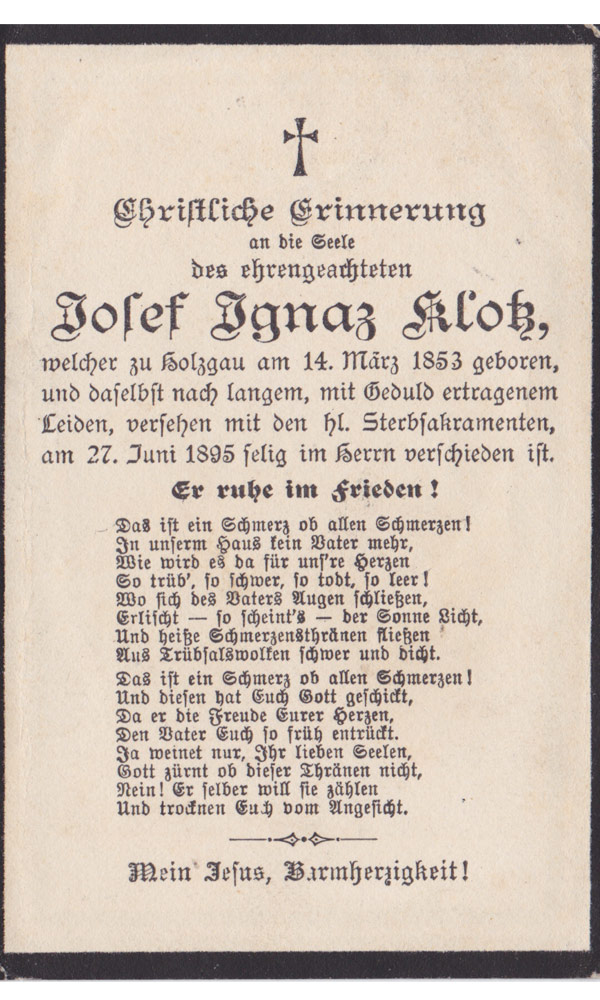 Christliche Erinnerung
an die Seele
des ehrengeachteten
Josef Ignaz Klotz,
welcher zu Holzgau am 14. März 1853 geboren,
und daselbst nach langem, mit Geduld ertragenem
Leiden, versehen mit den hl. Sterbsakramenten,
am 27. Juni 1895 selig im Herrn verschieden ist.
Er ruhe im Frieden!
Das ist ein Schmerz ob allen Schmerzen!
In unserm Haus kein Vater mehr,
Wie wird es da für uns're Herzen
So trüb', so schwer, so todt, so leer!
Wo sich des Vaters Augen schließen,
Erlischt — so scheint's — der Sonne Licht,
Und heiße Schmerzensthränen fließen
Aus Trübsalswolken schwer und dicht.
Das ist ein Schmerz ob allen Schmerzen!
Und diesen hat Euch Gott geschickt,
Da er die Freude Eurer Herzen,
Den Vater Euch so früh entrückt.
Ja weinet nur, Ihr lieben Seelen,
Gott zürnt ob dieser Thränen nicht,
Nein! Er selber will sie zählen
Und trocknen Euch vom Angesicht.
Mein Jesus, Barmherzigkeit!